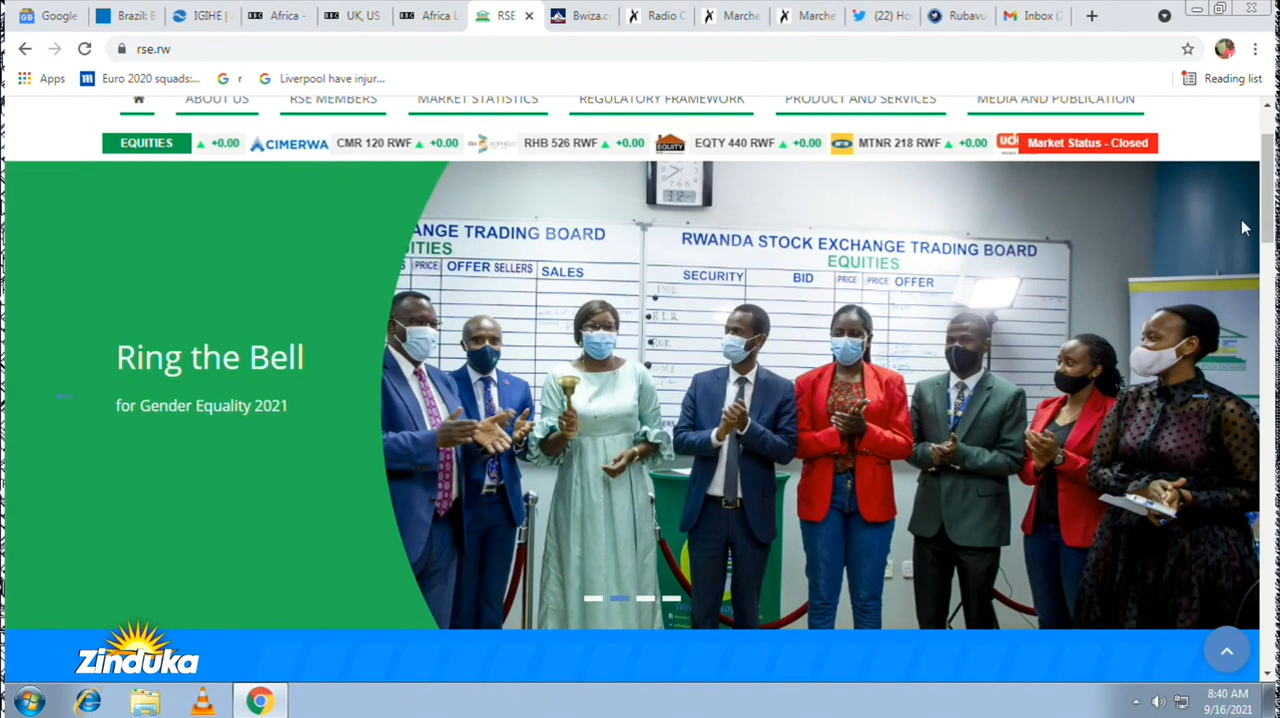 Google
Brazil: B
IGIHE |
Africa -
UK, US
Africa L
RSE
Bwiza.c
Radio C
Marche
Marche
(22) Ho
Rubavu
Inbox (
rse.rw
Apps
Euro 2020 squads:...
r
Liverpool have injur...
Reading list
ABOUT US
RSE MEMBERS
MARKET STATISTICS
REGULATORY FRAMEWORK
PRODUCT AND SERVICES
MEDIA AND PUBLICATION
EQUITIES +0.00 CIMERWA CMR 120 RWF +0.00 RHB 526 RWF +0.00 EQUITY EQTY 440 RWF +0.00 MTN MTNR 218 RWF +0.00 Market Status - Closed
3:12
ANGE TRADING BOARD
ITIES
PRICE OFFER SELLERS SALES
RWANDA STOCK EXCHANGE TRADING BOARD
EQUITIES
SECURITY BID PRICE PRICE OFFER
Ring the Bell
for Gender Equality 2021
Zinduka
8:40 AM
9/16/2021